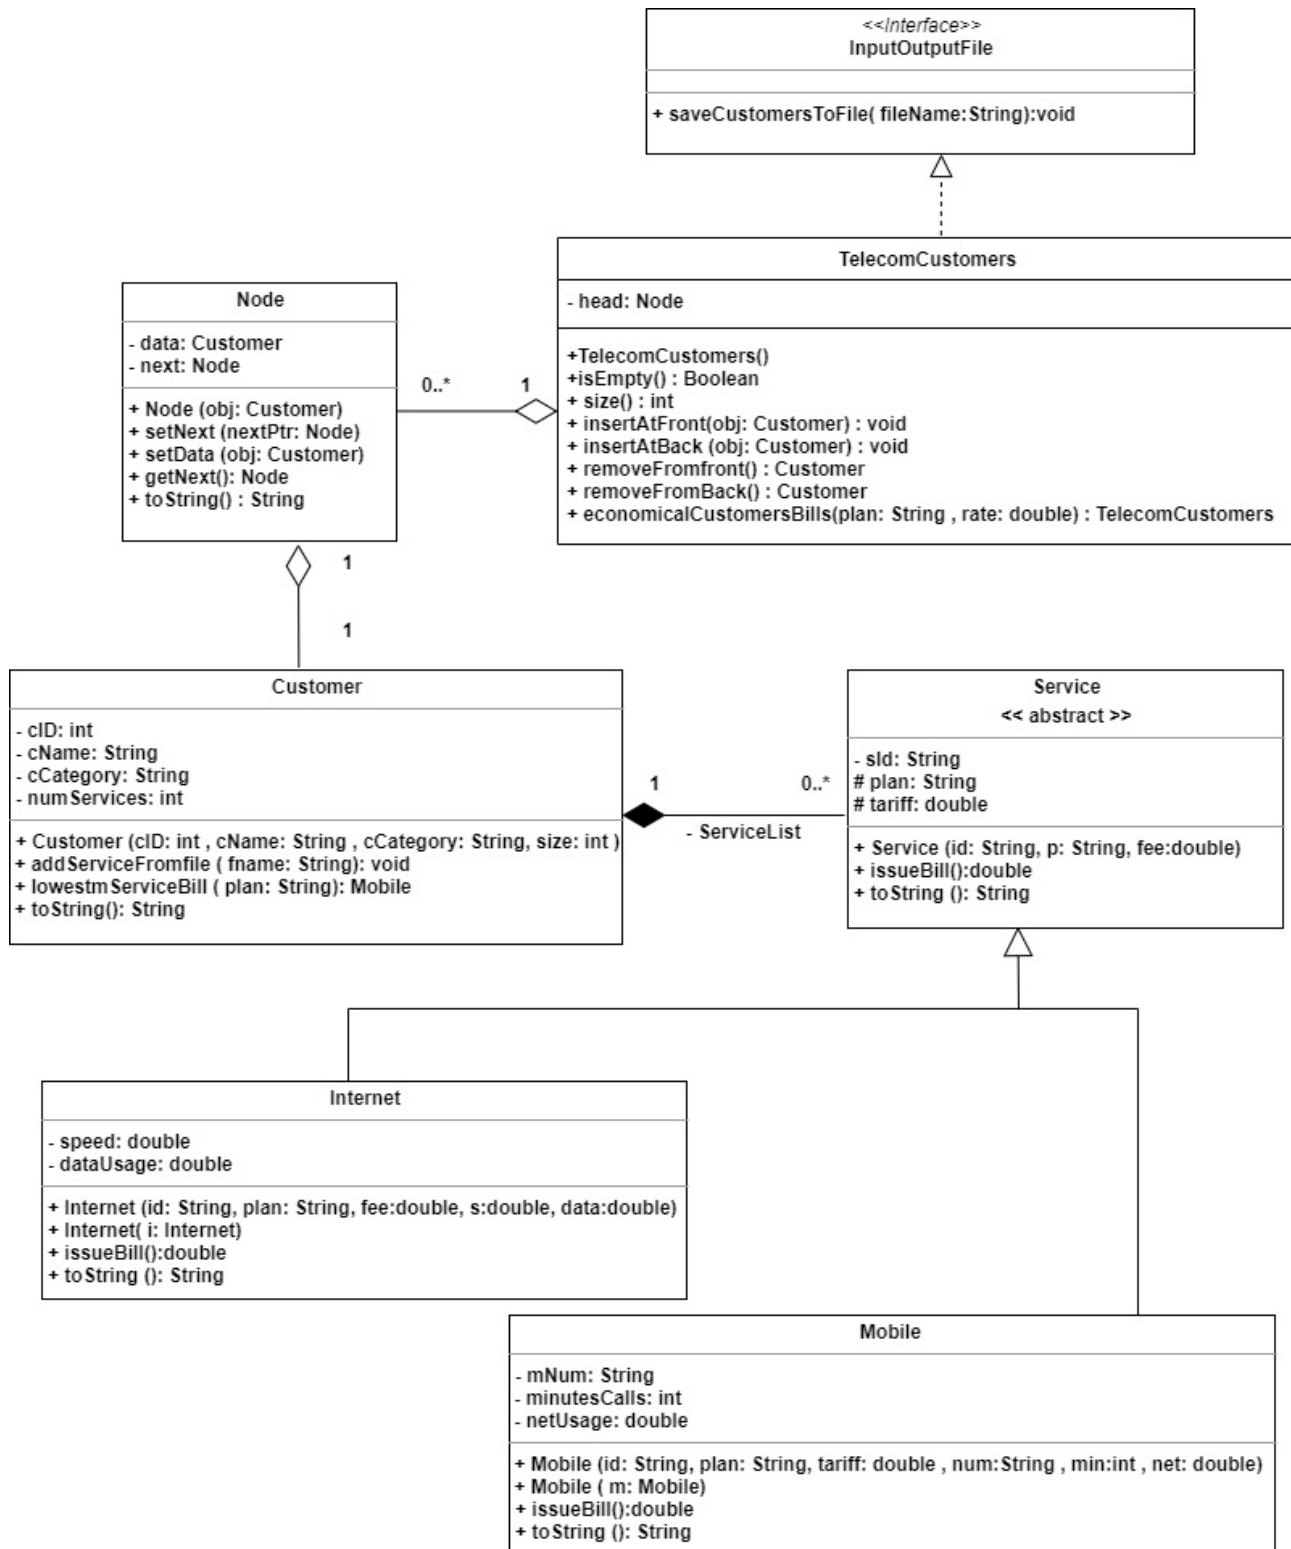 <<Interface>>
InputOutputFile
+ saveCustomersToFile( fileName:String):void
TelecomCustomers
- head: Node
+TelecomCustomers()
+isEmpty() : Boolean
+ size() : int
+ insertAtFront(obj: Customer) : void
+ insertAtBack (obj: Customer) : void
+ removeFromfront() : Customer
+ removeFromBack() : Customer
+ economicalCustomersBills(plan: String , rate: double) : TelecomCustomers
Node
- data: Customer
- next: Node
+ Node (obj: Customer)
+ setNext (nextPtr: Node)
+ setData (obj: Customer)
+ getNext(): Node
+ toString() : String
0..*
1
1
1
Customer
- cID: int
- cName: String
- cCategory: String
- numServices: int
+ Customer (cID: int , cName: String , cCategory: String, size: int )
+ addServiceFromfile ( fname: String): void
+ lowestmServiceBill ( plan: String): Mobile
+ toString(): String
1
0..*
- ServiceList
Service
<< abstract >>
- sId: String
# plan: String
# tariff: double
+ Service (id: String, p: String, fee:double)
+ issueBill():double
+ toString (): String
Internet
- speed: double
- dataUsage: double
+ Internet (id: String, plan: String, fee:double, s:double, data:double)
+ Internet( i: Internet)
+ issueBill():double
+ toString (): String
Mobile
- mNum: String
- minutesCalls: int
- netUsage: double
+ Mobile (id: String, plan: String, tariff: double , num:String , min:int , net: double)
+ Mobile ( m: Mobile)
+ issueBill():double
+ toString (): String